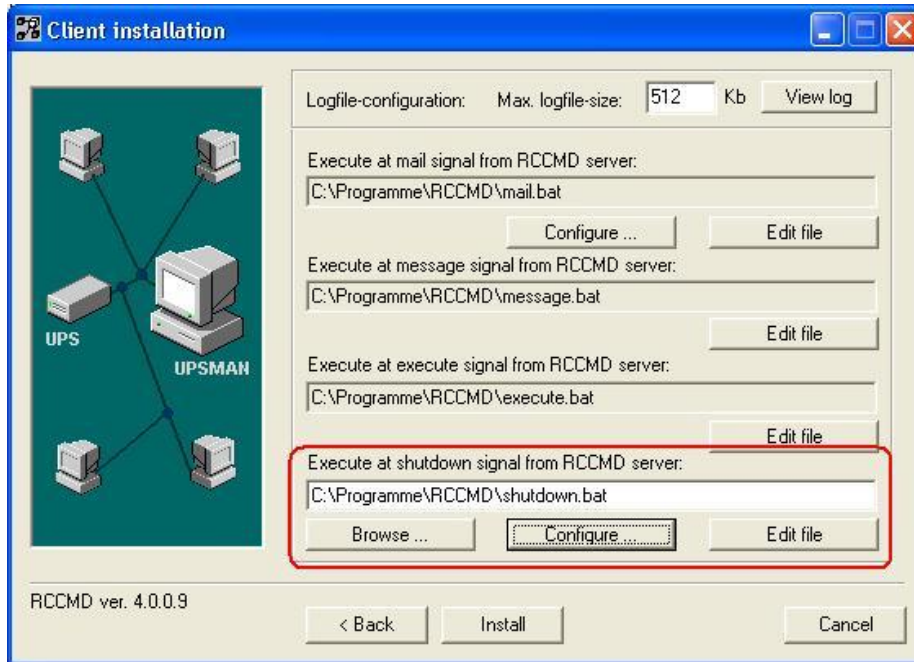 Client installation
Logfile-configuration: Max. logfile-size: 512 Kb View log
Execute at mail signal from RCCMD server:
C:\Programme\RCCMD\mail.bat
Configure ... Edit file
Execute at message signal from RCCMD server:
C:\Programme\RCCMD\message.bat
Edit file
Execute at execute signal from RCCMD server:
C:\Programme\RCCMD\execute.bat
Edit file
Execute at shutdown signal from RCCMD server:
C:\Programme\RCCMD\shutdown.bat
Browse ... Configure ... Edit file
UPS
UPSMAN
RCCMD ver. 4.0.0.9
< Back Install Cancel